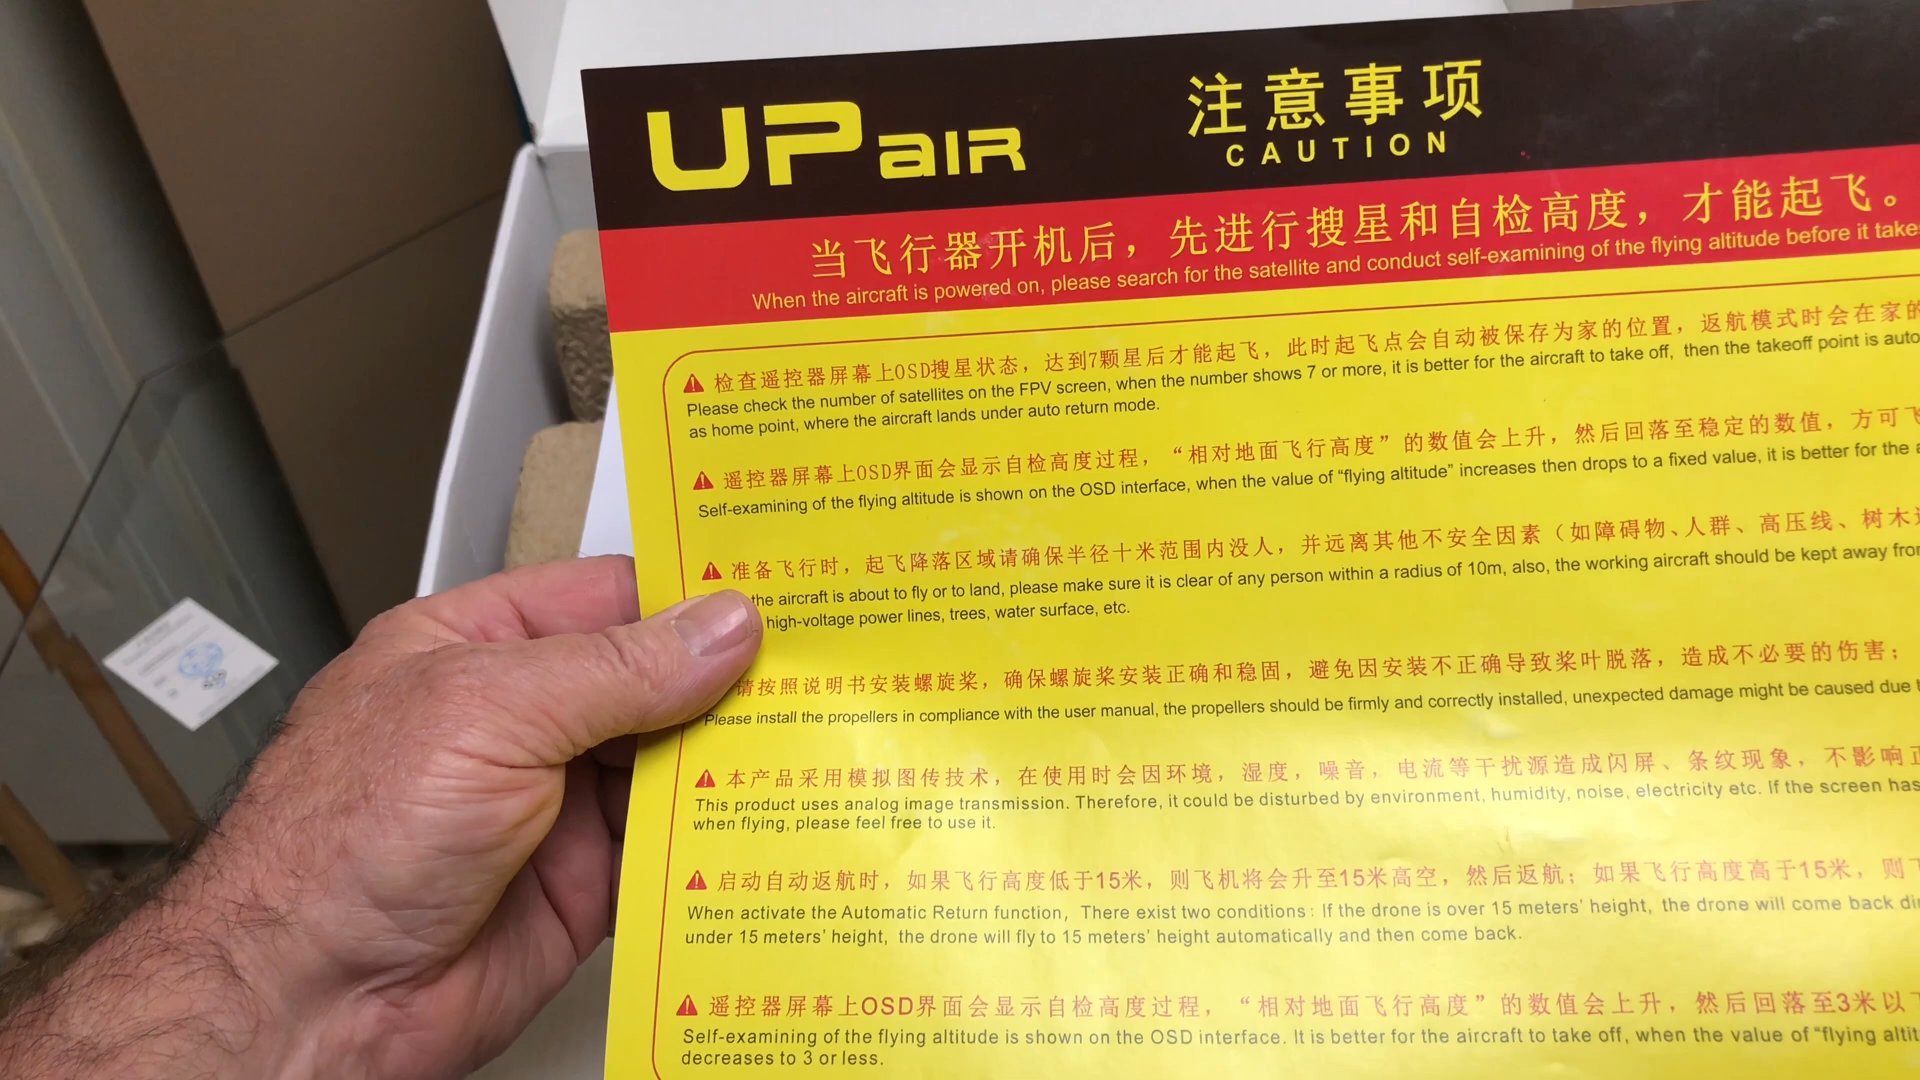 UPair
注意事项
CAUTION
当飞行器开机后，先进行搜星和自检高度，才能起飞。
When the aircraft is powered on, please search for the satellite and conduct self-examining of the flying altitude before it take
检查遥控器屏幕上OSD搜星状态，达到7颗星后才能起飞，此时起飞点会自动被保存为家的位置，返航模式时会在家的
Please check the number of satellites on the FPV screen, when the number shows 7 or more, it is better for the aircraft to take off, then the takeoff point is auto
as home point, where the aircraft lands under auto return mode.
遥控器屏幕上OSD界面会显示自检高度过程，“相对地面飞行高度”的数值会上升，然后回落至稳定的数值，方可飞
Self-examining of the flying altitude is shown on the OSD interface, when the value of “flying altitude” increases then drops to a fixed value, it is better for the a
准备飞行时，起飞降落区域请确保半径十米范围内没人，并远离其他不安全因素（如障碍物、人群、高压线、树木
the aircraft is about to fly or to land, please make sure it is clear of any person within a radius of 10m, also, the working aircraft should be kept away from
high-voltage power lines, trees, water surface, etc.
请按照说明书安装螺旋桨，确保螺旋桨安装正确和稳固，避免因安装不正确导致桨叶脱落，造成不必要的伤害；
Please install the propellers in compliance with the user manual, the propellers should be firmly and correctly installed, unexpected damage might be caused due
本产品采用模拟图传技术，在使用时会因环境，湿度，噪音，电流等干扰源造成闪屏、条纹现象，不影响正
This product uses analog image transmission. Therefore, it could be disturbed by environment, humidity, noise, electricity etc. If the screen has
when flying, please feel free to use it.
启动自动返航时，如果飞行高度低于15米，则飞机将会升至15米高空，然后返航；如果飞行高度高于15米，则
When activate the Automatic Return function, There exist two conditions : If the drone is over 15 meters’ height, the drone will come back di
under 15 meters’ height, the drone will fly to 15 meters’ height automatically and then come back.
遥控器屏幕上OSD界面会显示自检高度过程，“相对地面飞行高度”的数值会上升，然后回落至3米以下
Self-examining of the flying altitude is shown on the OSD interface. It is better for the aircraft to take off, when the value of “flying altit
decreases to 3 or less.